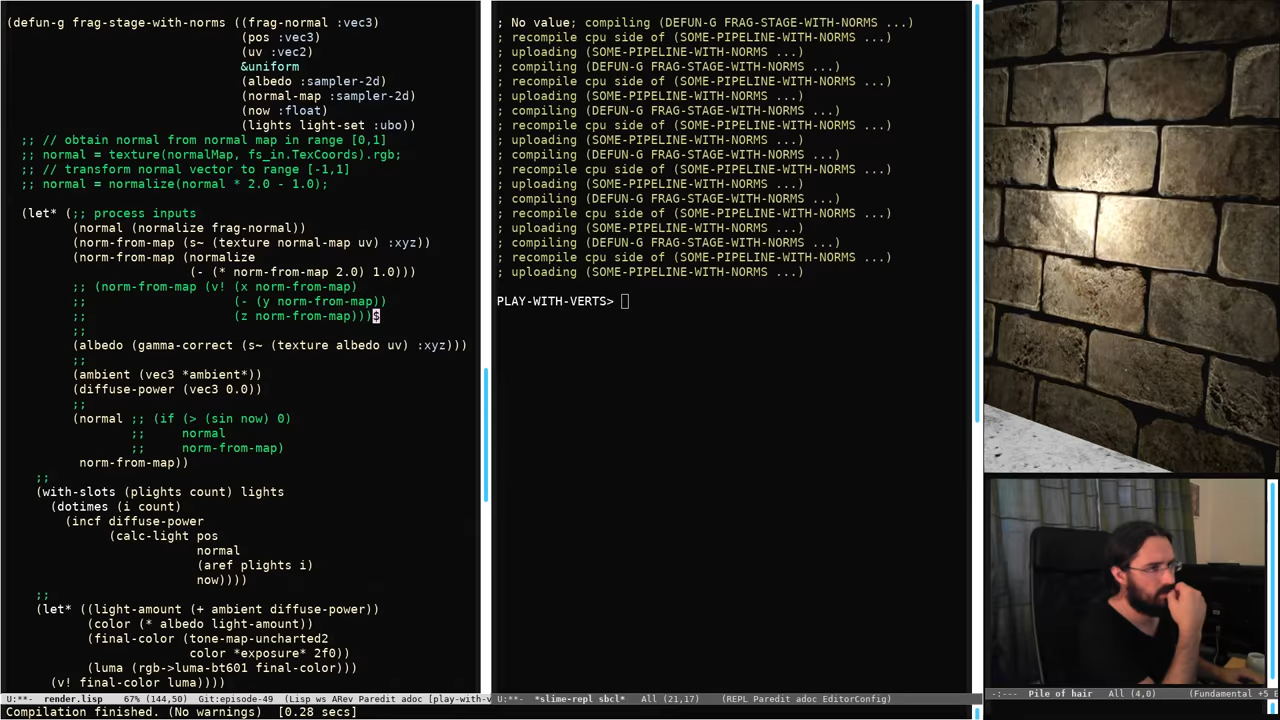 (defun-g frag-stage-with-norms ((frag-normal :vec3)
(pos :vec3)
(uv :vec2)
&uniform
(albedo :sampler-2d)
(normal-map :sampler-2d)
(now :float)
(lights light-set :ubo))
;; // obtain normal from normal map in range [0,1]
;; normal = texture(normalMap, fs_in.TexCoords).rgb;
;; // transform normal vector to range [-1,1]
;; normal = normalize(normal * 2.0 - 1.0);
(let* (;; process inputs
(normal (normalize frag-normal))
(norm-from-map (s~ (texture normal-map uv) :xyz))
(norm-from-map (normalize
(- (* norm-from-map 2.0) 1.0)))
;; (norm-from-map (v! (x norm-from-map)
;; (- (y norm-from-map))
;; (z norm-from-map)))$
;;
(albedo (gamma-correct (s~ (texture albedo uv) :xyz)))
;;
(ambient (vec3 *ambient*))
(diffuse-power (vec3 0.0))
;;
(normal ;; (if (> (sin now) 0)
;; normal
;; norm-from-map)
norm-from-map))
;;
(with-slots (plights count) lights
(dotimes (i count)
(incf diffuse-power
(calc-light pos
normal
(aref plights i)
now))))
;;
(let* ((light-amount (+ ambient diffuse-power))
(color (* albedo light-amount))
(final-color (tone-map-uncharted2
color *exposure* 2f0))
(luma (rgb->luma-bt601 final-color)))
(v! final-color luma))))
U:**- render.lisp 67% (144,50) Git:episode-49 (Lisp ws ARev Paredit adoc [play-with-v
Compilation finished. (No warnings) [0.28 secs]
; No value; compiling (DEFUN-G FRAG-STAGE-WITH-NORMS ...)
; recompile cpu side of (SOME-PIPELINE-WITH-NORMS ...)
; uploading (SOME-PIPELINE-WITH-NORMS ...)
; compiling (DEFUN-G FRAG-STAGE-WITH-NORMS ...)
; recompile cpu side of (SOME-PIPELINE-WITH-NORMS ...)
; uploading (SOME-PIPELINE-WITH-NORMS ...)
; compiling (DEFUN-G FRAG-STAGE-WITH-NORMS ...)
; recompile cpu side of (SOME-PIPELINE-WITH-NORMS ...)
; uploading (SOME-PIPELINE-WITH-NORMS ...)
; compiling (DEFUN-G FRAG-STAGE-WITH-NORMS ...)
; recompile cpu side of (SOME-PIPELINE-WITH-NORMS ...)
; uploading (SOME-PIPELINE-WITH-NORMS ...)
; compiling (DEFUN-G FRAG-STAGE-WITH-NORMS ...)
; recompile cpu side of (SOME-PIPELINE-WITH-NORMS ...)
; uploading (SOME-PIPELINE-WITH-NORMS ...)
; compiling (DEFUN-G FRAG-STAGE-WITH-NORMS ...)
; recompile cpu side of (SOME-PIPELINE-WITH-NORMS ...)
; uploading (SOME-PIPELINE-WITH-NORMS ...)
PLAY-WITH-VERTS>
U:**- *slime-repl sbcl* All (21,17) (REPL Paredit adoc EditorConfig)
-:--- Pile of hair All (4,0) (Fundamental +5 E